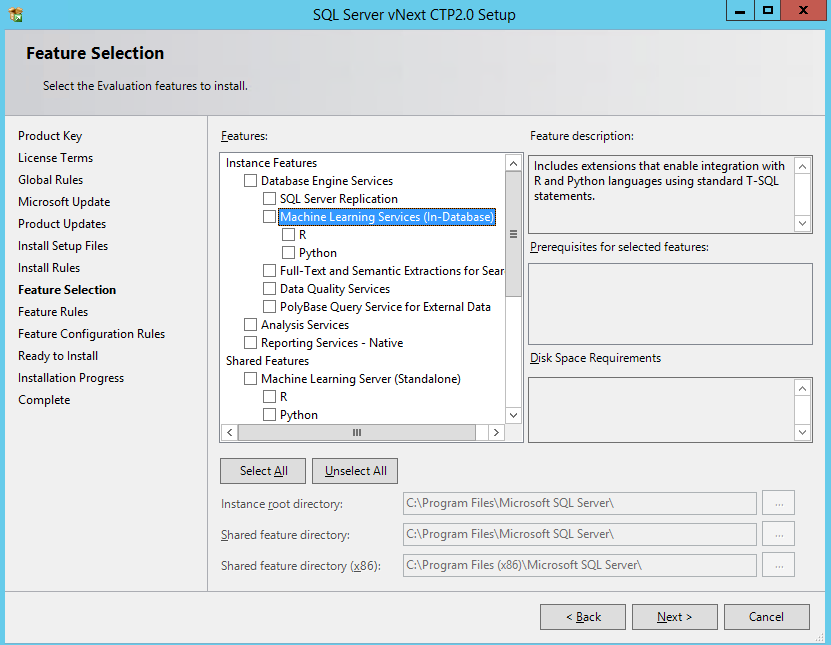 SQL Server vNext CTP2.0 Setup
Feature Selection
Select the Evaluation features to install.
Product Key
License Terms
Global Rules
Microsoft Update
Product Updates
Install Setup Files
Install Rules
Feature Selection
Feature Rules
Feature Configuration Rules
Ready to Install
Installation Progress
Complete
Features:
Instance Features
Database Engine Services
SQL Server Replication
Machine Learning Services (In-Database)
R
Python
Full-Text and Semantic Extractions for Sear
Data Quality Services
PolyBase Query Service for External Data
Analysis Services
Reporting Services - Native
Shared Features
Machine Learning Server (Standalone)
R
Python
Feature description:
Includes extensions that enable integration with
R and Python languages using standard T-SQL
statements.
Prerequisites for selected features:
Disk Space Requirements
Select All
Unselect All
Instance root directory:
C:\Program Files\Microsoft SQL Server\
...
Shared feature directory:
C:\Program Files\Microsoft SQL Server\
...
Shared feature directory (x86):
C:\Program Files (x86)\Microsoft SQL Server\
...
< Back
Next >
Cancel